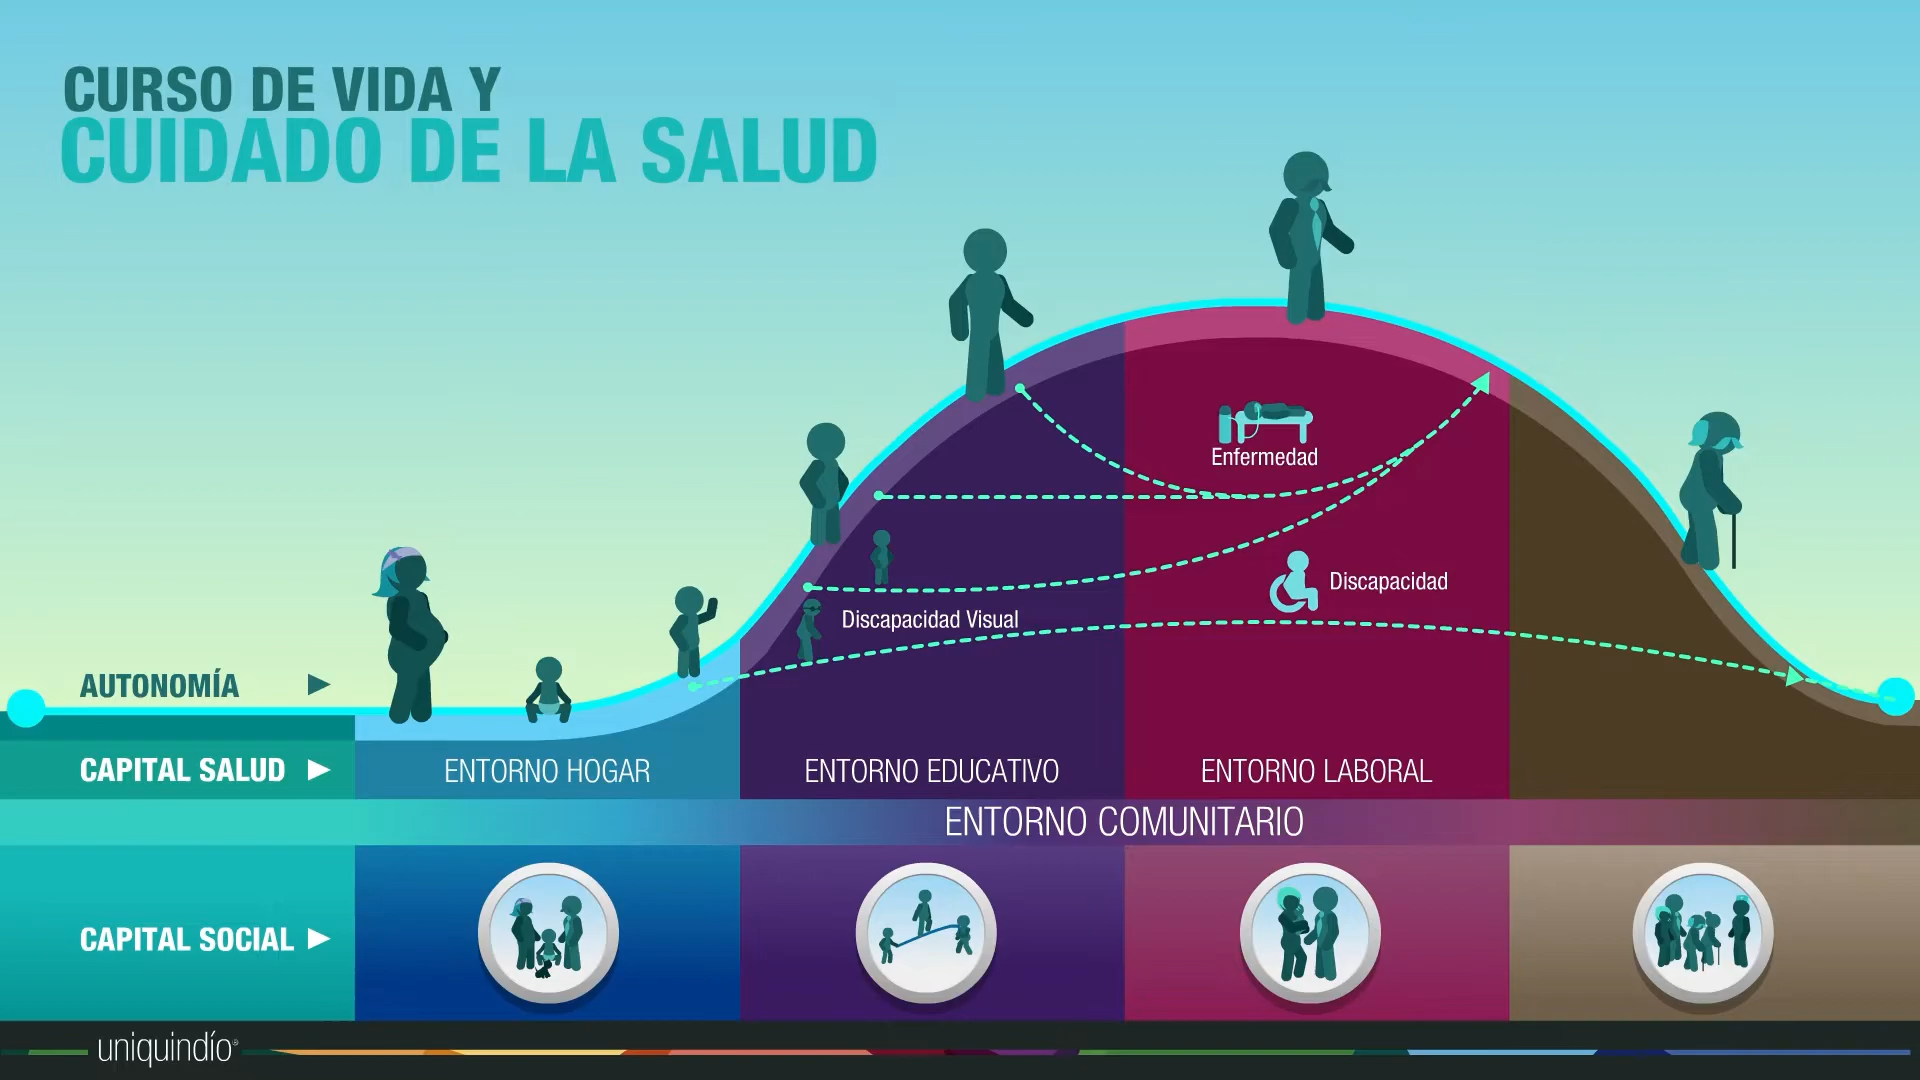 CURSO DE VIDA Y
CUIDADO DE LA SALUD
Enfermedad
Discapacidad
Discapacidad Visual
AUTONOMÍA
CAPITAL SALUD
ENTORNO HOGAR
ENTORNO EDUCATIVO
ENTORNO LABORAL
ENTORNO COMUNITARIO
CAPITAL SOCIAL
uniquindío®